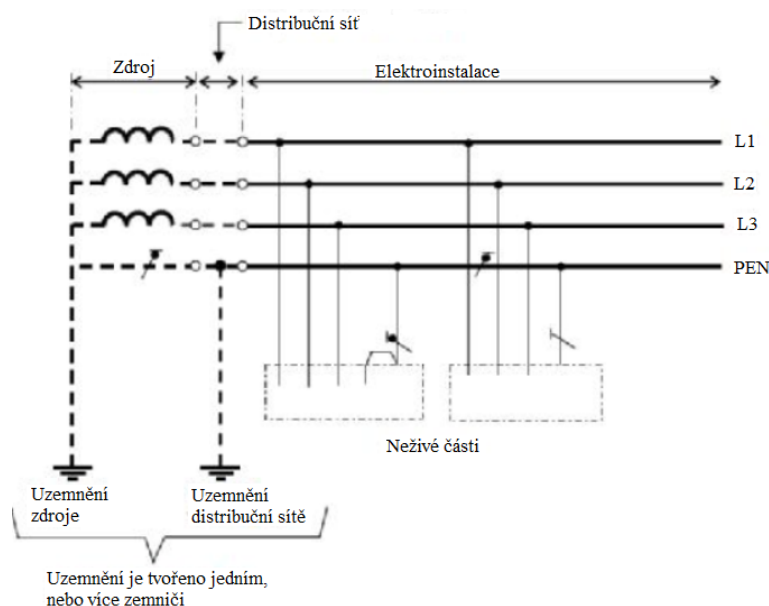 Distribuční síť
Zdroj
Elektroinstalace
L1
L2
L3
PEN
Neživé části
Uzemnění
zdroje
Uzemnění
distribuční sítě
Uzemnění je tvořeno jedním,
nebo více zemniči